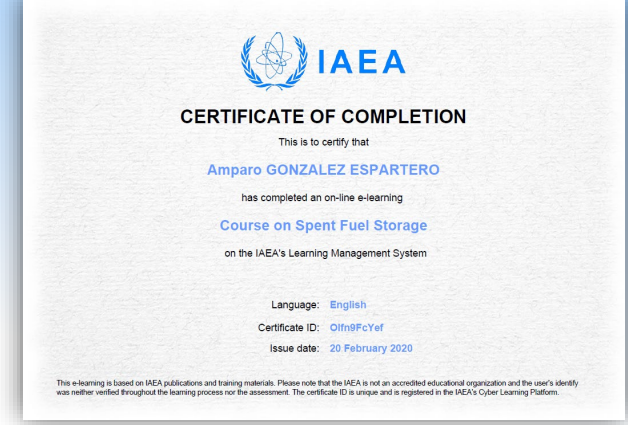 IAEA
CERTIFICATE OF COMPLETION
This is to certify that
Amparo GONZALEZ ESPARTERO
has completed an on-line e-learning
Course on Spent Fuel Storage
on the IAEA's Learning Management System
Language: English
Certificate ID: OIfn9FcYef
Issue date: 20 February 2020
This e-learning is based on IAEA publications and training materials. Please note that the IAEA is not an accredited educational organization and the user's identify
was neither verified throughout the learning process nor the assessment. The certificate ID is unique and is registered in the IAEA's Cyber Learning Platform.